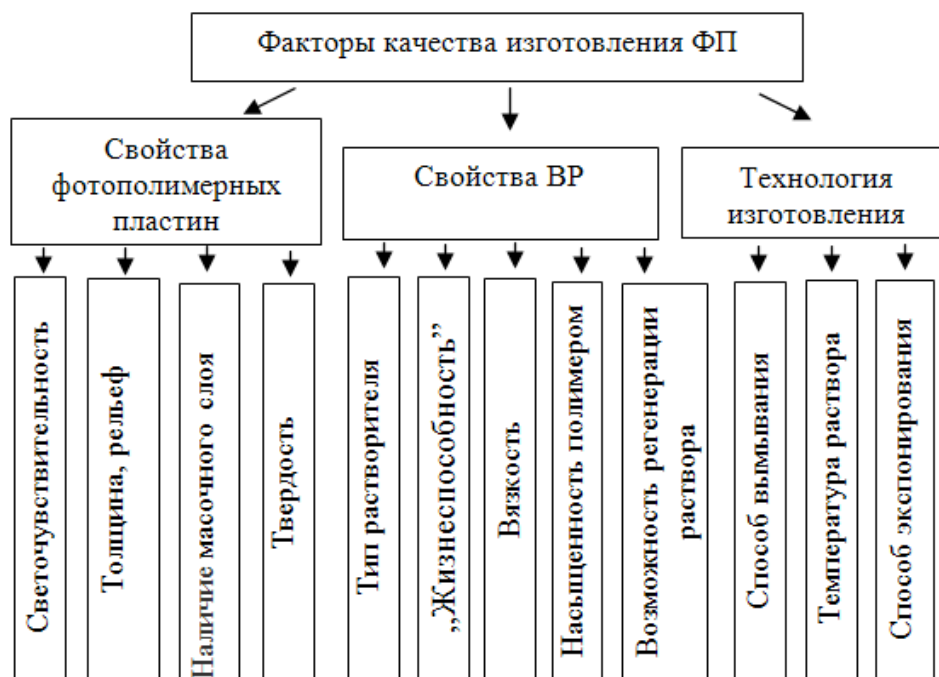 Факторы качества изготовления ФП
Свойства
фотополимерных
пластин
Свойства ВР
Технология
изготовления
Светочувствительность
Толщина, рельеф
Наличие масочного слоя
Твердость
Тип растворителя
„Жизнеспособность”
Вязкость
Насыщенность полимером
Возможность регенерации
раствора
Способ вымывания
Температура раствора
Способ экспонирования